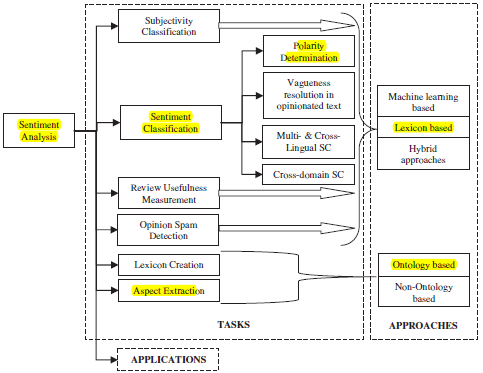 Subjectivity
Classification
Polarity
Determination
Vagueness
resolution in
opinionated text
Machine learning
based
Sentiment
Analysis
Sentiment
Classification
Lexicon based
Multi- & Cross-
Lingual SC
Hybrid
approaches
Cross-domain SC
Review Usefulness
Measurement
Opinion Spam
Detection
Lexicon Creation
Ontology based
Aspect Extraction
Non-Ontology
based
TASKS
APPROACHES
APPLICATIONS